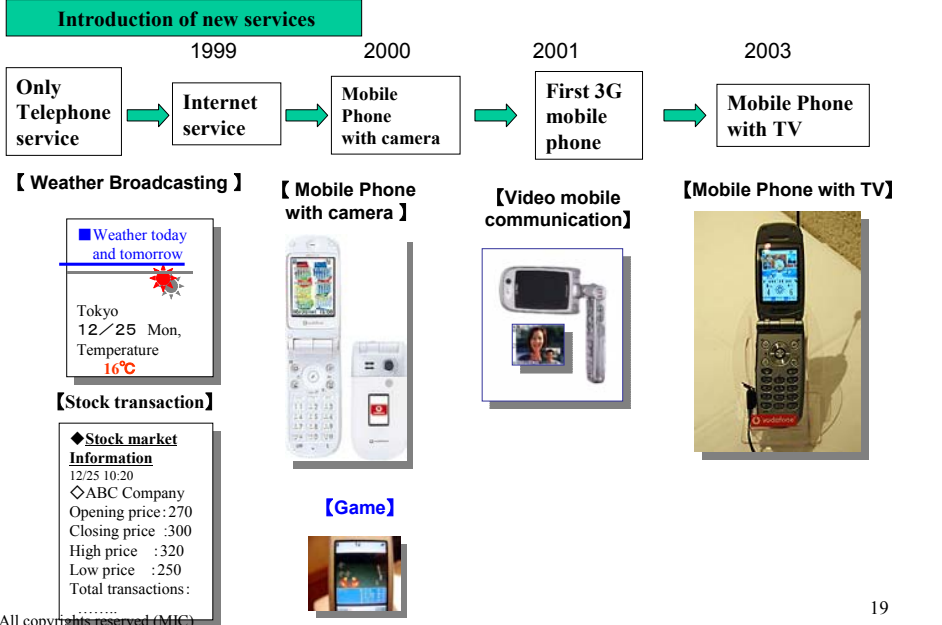 Introduction of new services
1999
2000
2001
2003
Only
Telephone
service
Internet
service
Mobile
Phone
with camera
First 3G
mobile
phone
Mobile Phone
with TV
【 Weather Broadcasting 】
■Weather today
and tomorrow
Tokyo
12／25 Mon,
Temperature
16℃
【Stock transaction】
◆Stock market
Information
12/25 10:20
◇ABC Company
Opening price:270
Closing price :300
High price :320
Low price :250
Total transactions:
……..
【 Mobile Phone
with camera 】
【Game】
【Video mobile
communication】
【Mobile Phone with TV】
vodafone
All copyrights reserved (MIC)
19